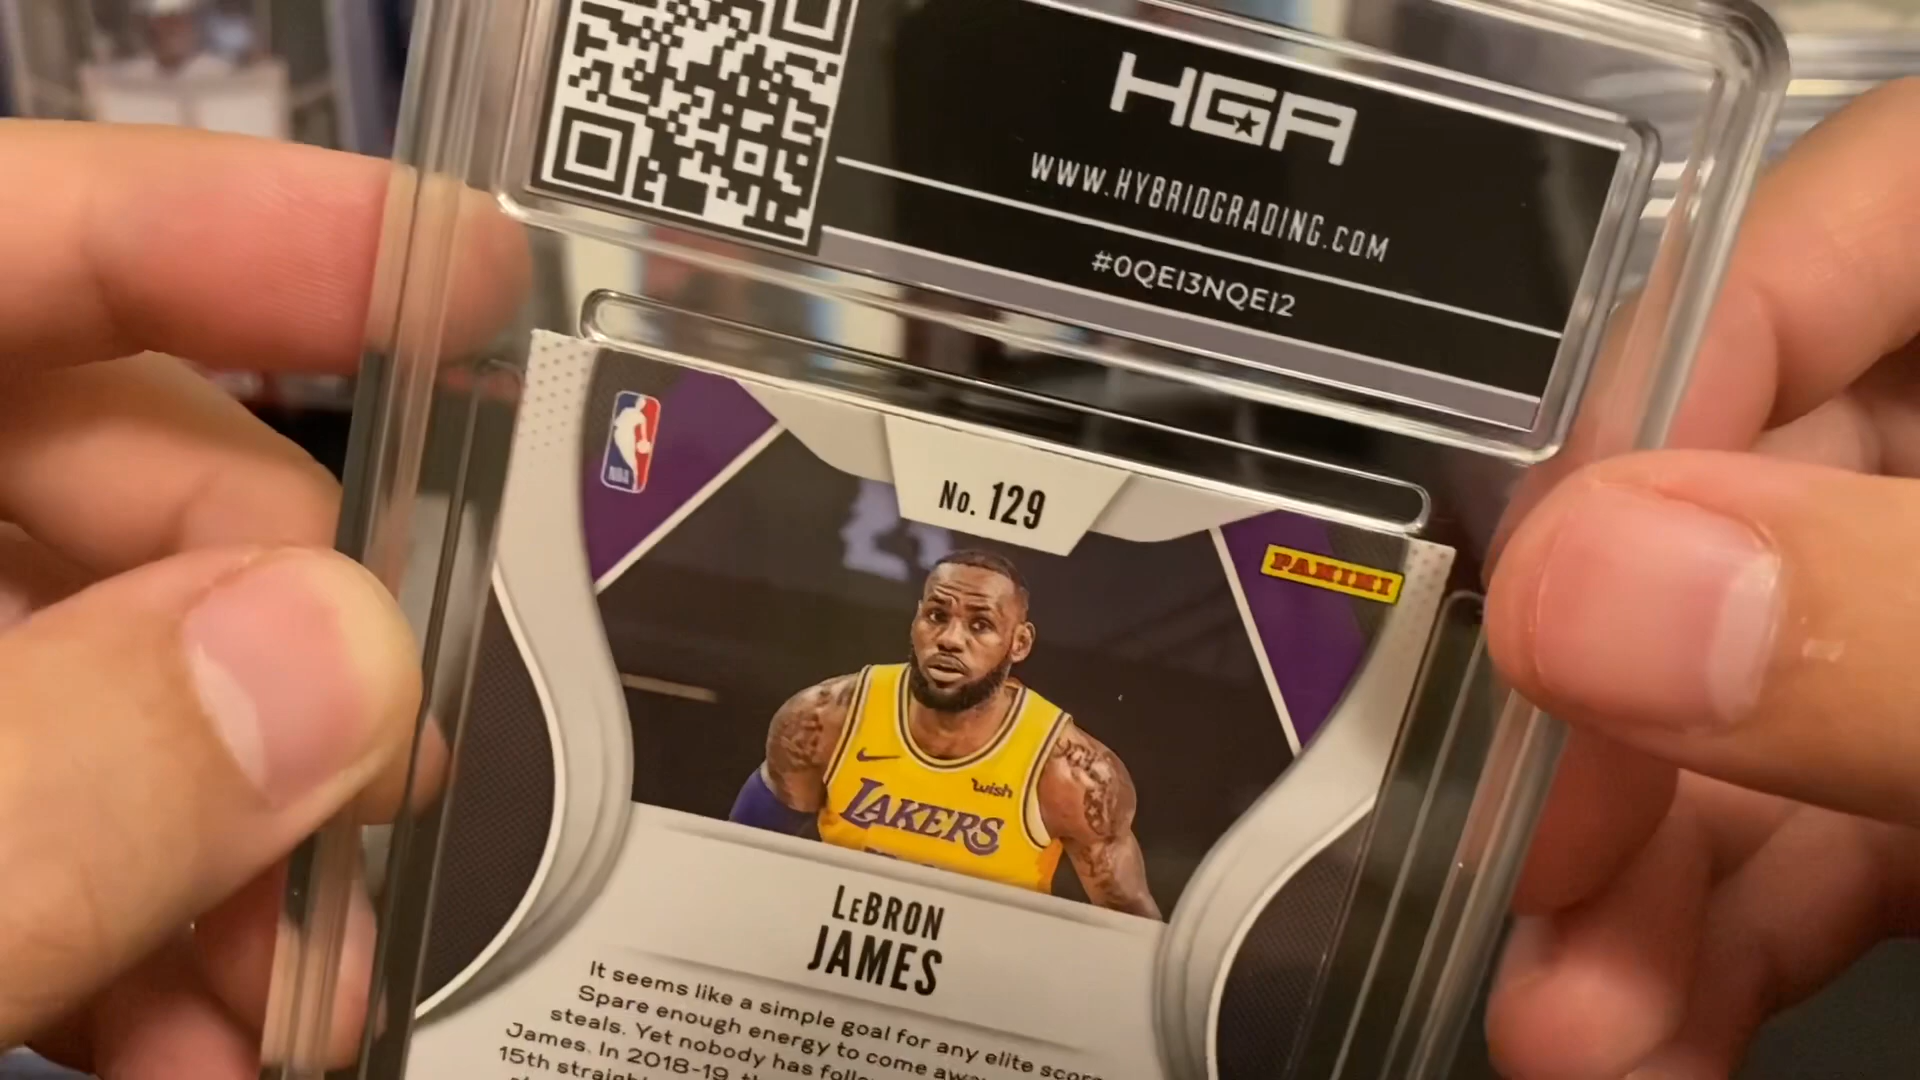 HGA
WWW.HYBRIDGRADING.COM
#0QEI3NQEI2
NBA
No. 129
PANINI
wish
LAKERS
LEBRON
JAMES
It seems like a simple goal for any elite
Spare enough energy to come
steals. Yet nobody has
James. In 2018-19,
15th